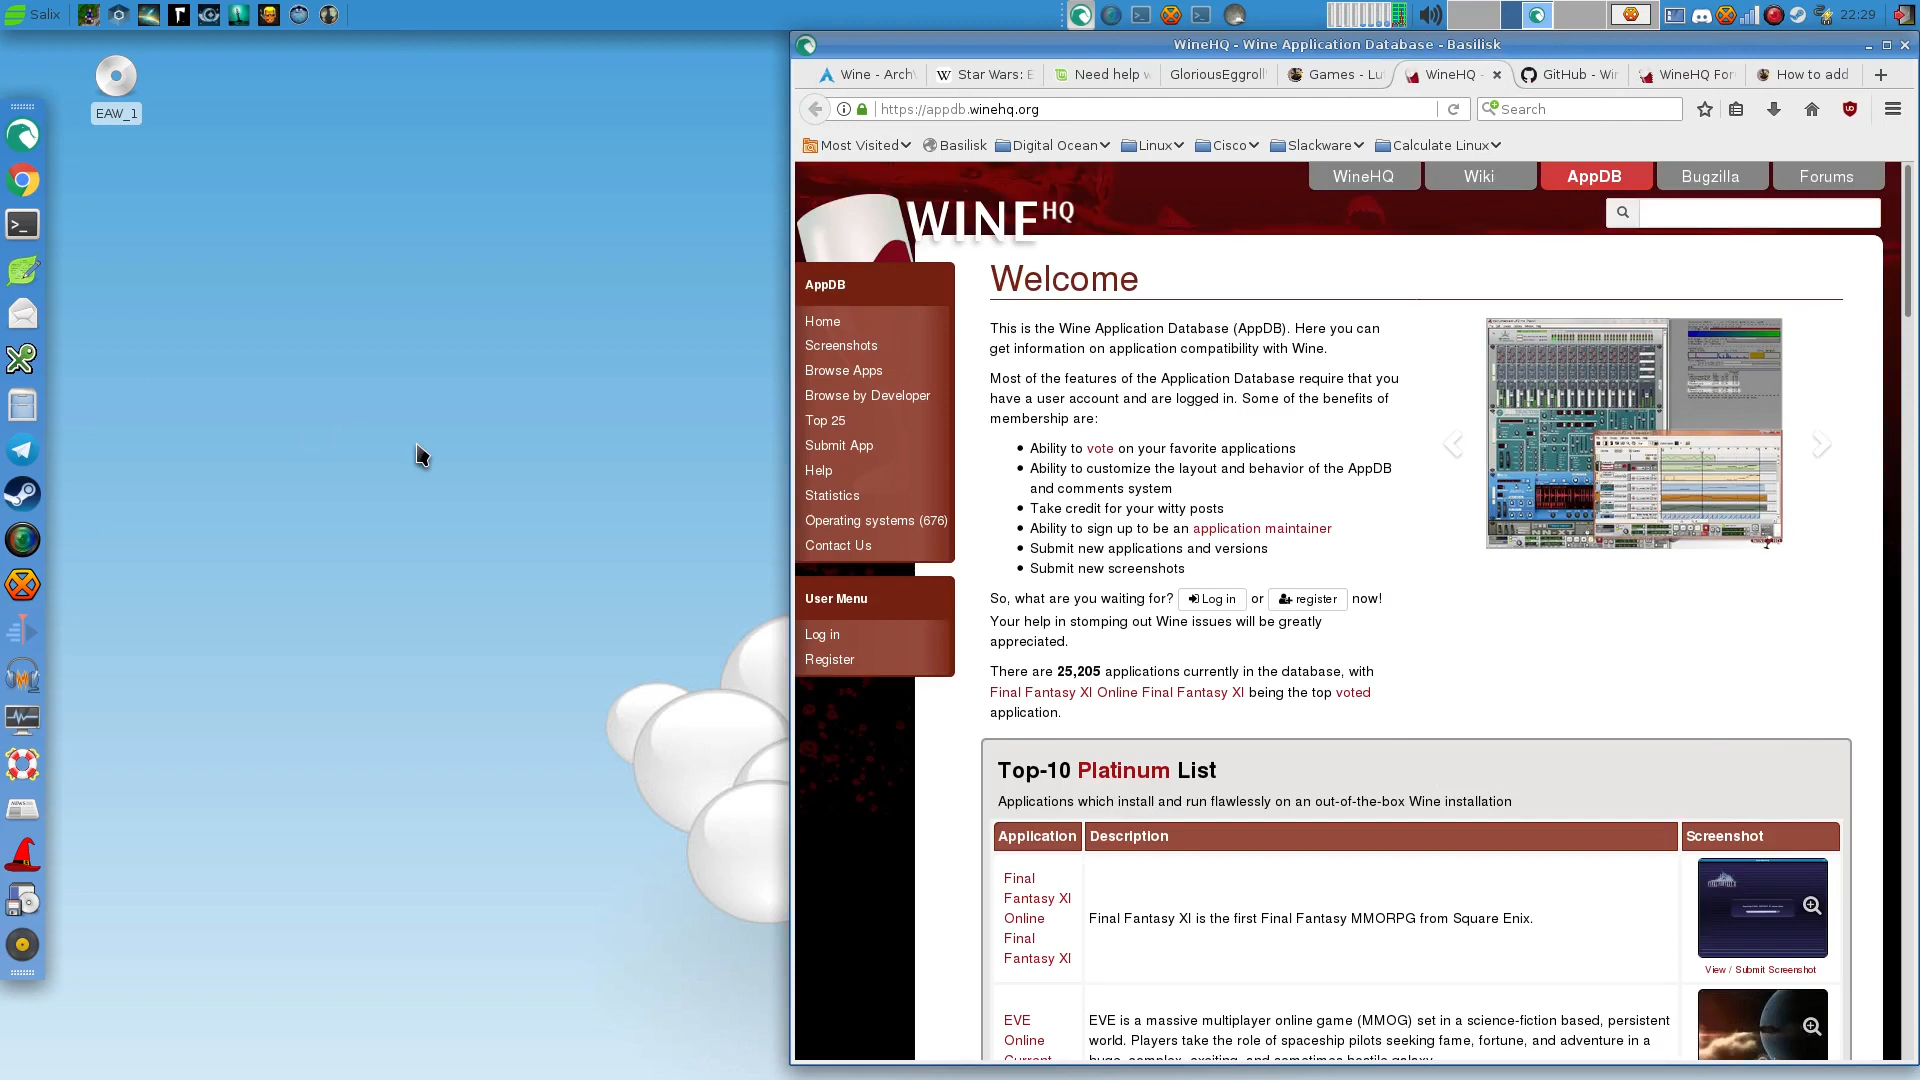 Salix
22:29
EAW_1
WineHQ - Wine Application Database - Basilisk
Wine - Arch
Star Wars: E
Need help w
GloriousEggroll
Games - Lu
WineHQ -
GitHub - Wi
WineHQ For
How to add
https://appdb.winehq.org
Search
Most Visited
Basilisk
Digital Ocean
Linux
Cisco
Slackware
Calculate Linux
WineHQ
Wiki
AppDB
Bugzilla
Forums
WINEHQ
AppDB
Home
Screenshots
Browse Apps
Browse by Developer
Top 25
Submit App
Help
Statistics
Operating systems (676)
Contact Us
User Menu
Log in
Register
Welcome
This is the Wine Application Database (AppDB). Here you can
get information on application compatibility with Wine.
Most of the features of the Application Database require that you
have a user account and are logged in. Some of the benefits of
membership are:
Ability to vote on your favorite applications
Ability to customize the layout and behavior of the AppDB
and comments system
Take credit for your witty posts
Ability to sign up to be an application maintainer
Submit new applications and versions
Submit new screenshots
So, what are you waiting for? Log in or register now!
Your help in stomping out Wine issues will be greatly
appreciated.
There are 25,205 applications currently in the database, with
Final Fantasy XI Online Final Fantasy XI being the top voted
application.
Top-10 Platinum List
Applications which install and run flawlessly on an out-of-the-box Wine installation
Application Description Screenshot
Final
Fantasy XI
Online
Final
Fantasy XI
Final Fantasy XI is the first Final Fantasy MMORPG from Square Enix.
View / Submit Screenshot
EVE
Online
Current
EVE is a massive multiplayer online game (MMOG) set in a science-fiction based, persistent
world. Players take the role of spaceship pilots seeking fame, fortune, and adventure in a
huge, complex, exciting, and sometimes hostile galaxy.